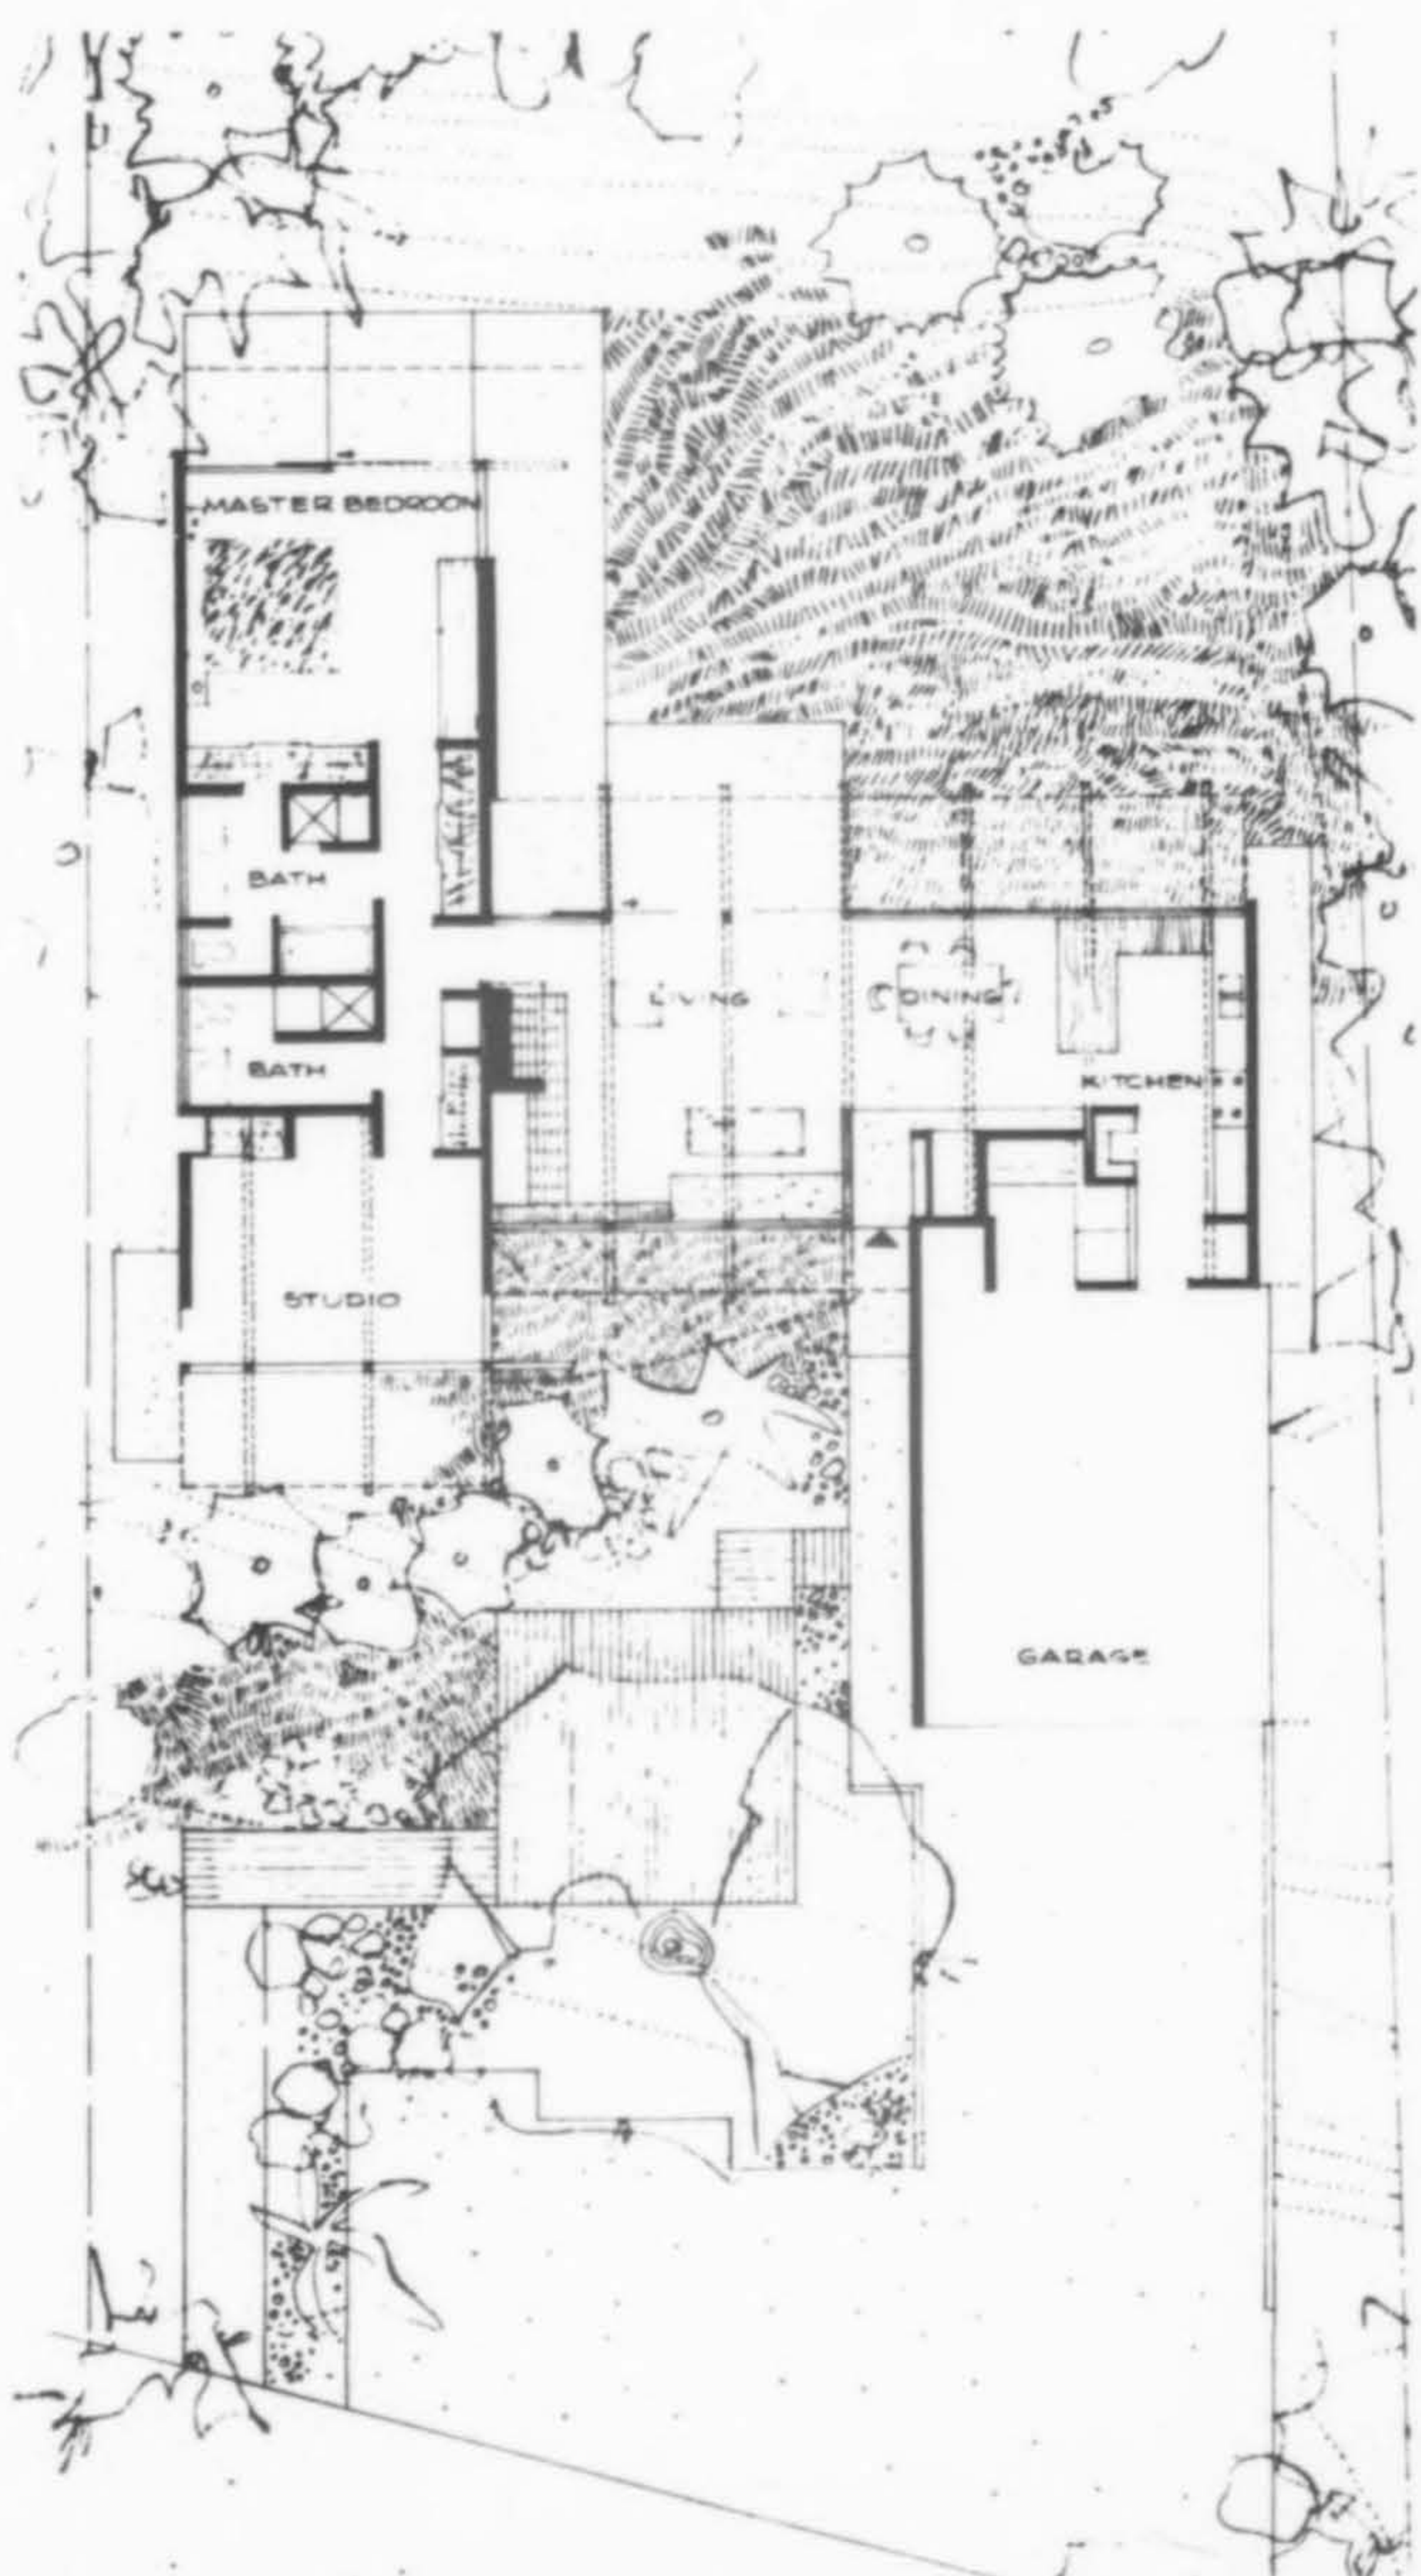 MASTER BEDROOM
BATH
LIVING
DINING
BATH
KITCHEN
STUDIO
GARAGE